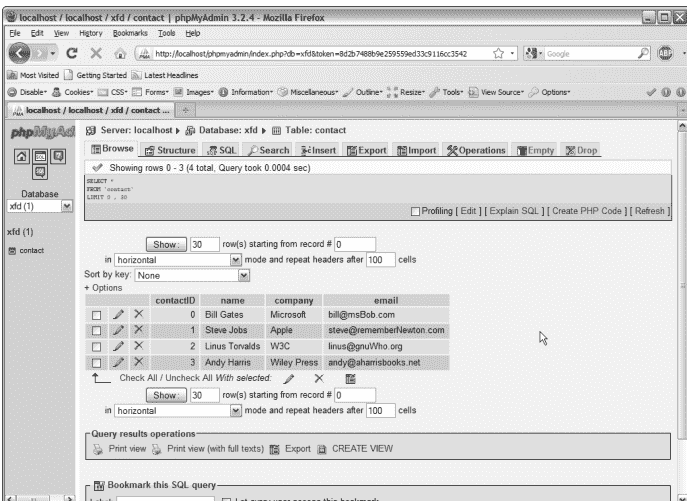 localhost / localhost / xfd / contact | phpMyAdmin 3.2.4 - Mozilla Firefox
File Edit View History Bookmarks Tools Help
http://localhost/phpmyadmin/index.php?db=xfd&token=8d2b7488b9e259559ed33c9116cc3542
Google
ABP
Most Visited Getting Started Latest Headlines
Disable Cookies CSS Forms Images Information Miscellaneous Outline Resize Tools View Source Options
localhost / localhost / xfd / contact ...
phpMyAd
Server: localhost Database: xfd Table: contact
Browse Structure SQL Search Insert Export Import Operations Empty Drop
Showing rows 0 - 3 (4 total, Query took 0.0004 sec)
SELECT *
FROM `contact`
LIMIT 0 , 30
Profiling [ Edit ] [ Explain SQL ] [ Create PHP Code ] [ Refresh ]
Database
xfd (1)
xfd (1)
contact
Show : 30 row(s) starting from record # 0
in horizontal mode and repeat headers after 100 cells
Sort by key: None
+ Options
contactID name company email
0 Bill Gates Microsoft bill@msBob.com
1 Steve Jobs Apple steve@rememberNewton.com
2 Linus Torvalds W3C linus@gnuWho.org
3 Andy Harris Wiley Press andy@aharrisbooks.net
Check All / Uncheck All With selected:
Show : 30 row(s) starting from record # 0
in horizontal mode and repeat headers after 100 cells
Query results operations
Print view Print view (with full texts) Export CREATE VIEW
Bookmark this SQL query